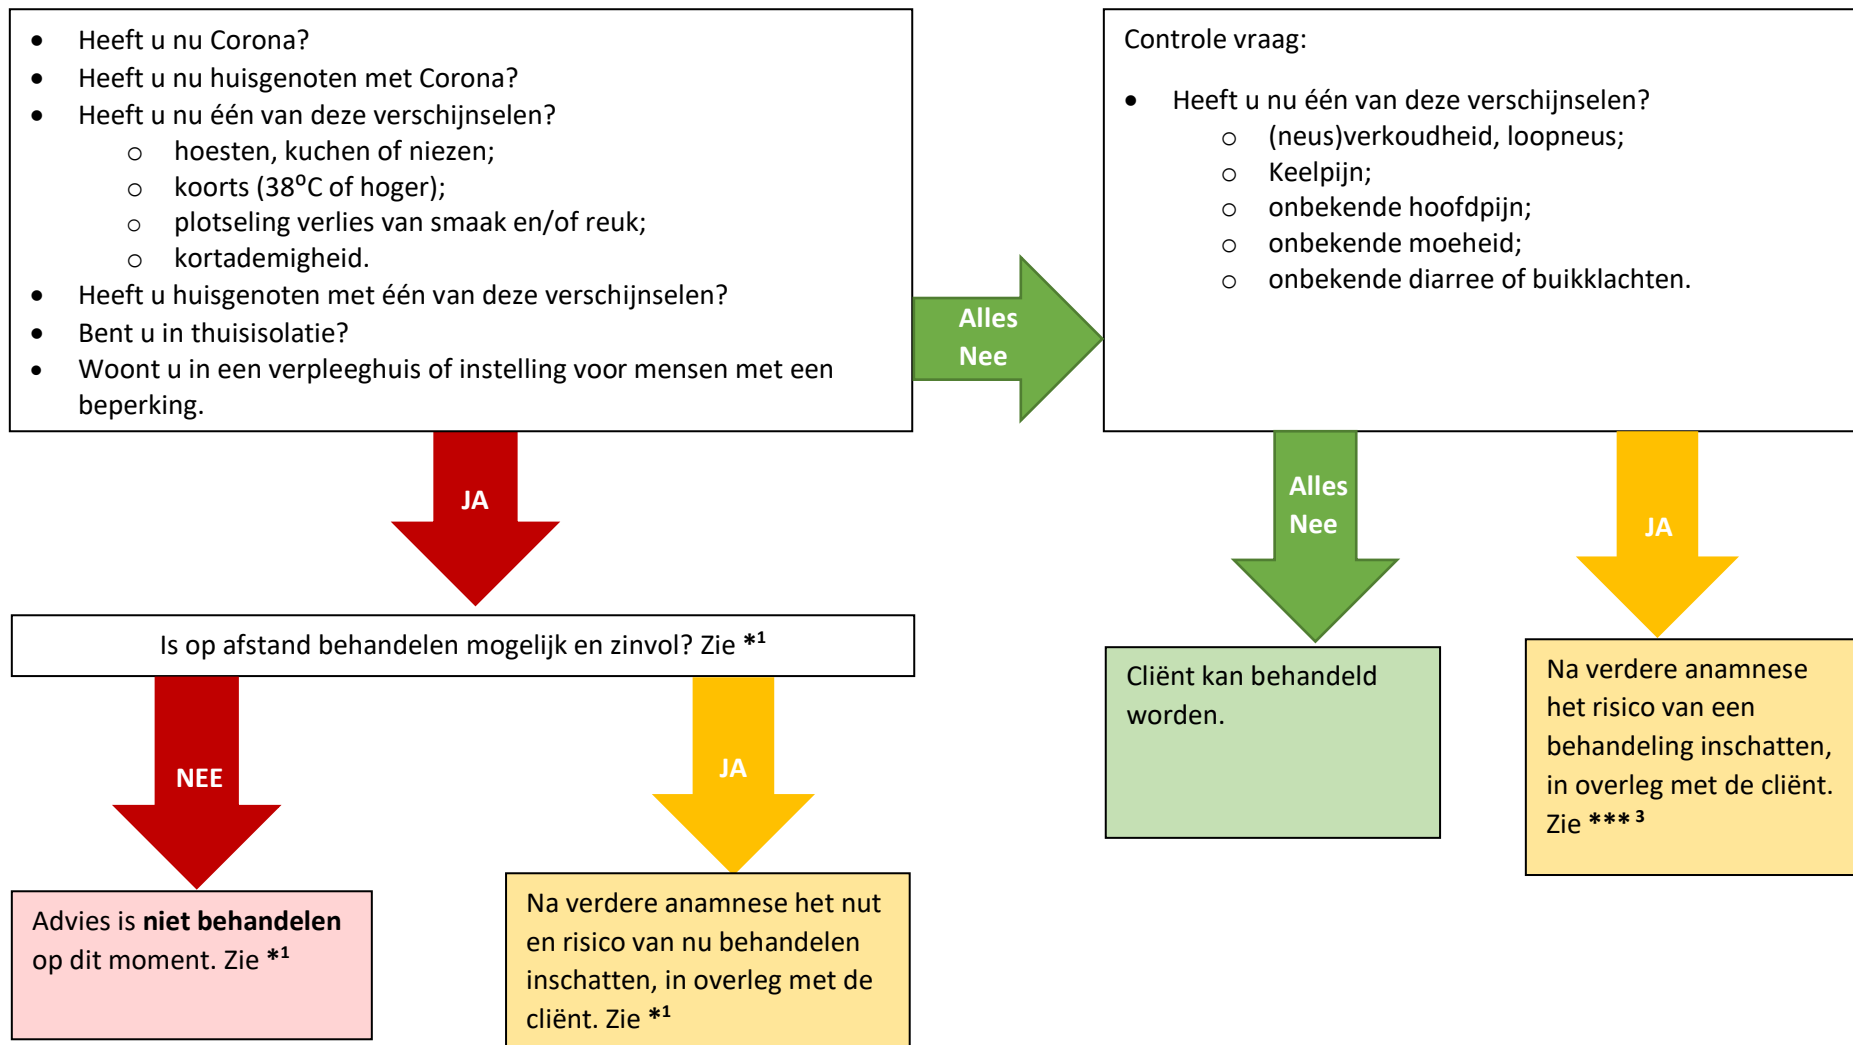 • Heeft u nu Corona?
• Heeft u nu huisgenoten met Corona?
• Heeft u nu één van deze verschijnselen?
o hoesten, kuchen of niezen;
o koorts (38⁰C of hoger);
o plotseling verlies van smaak en/of reuk;
o kortademigheid.
• Heeft u huisgenoten met één van deze verschijnselen?
• Bent u in thuisisolatie?
• Woont u in een verpleeghuis of instelling voor mensen met een
beperking.
Alles
Nee
Controle vraag:
• Heeft u nu één van deze verschijnselen?
o (neus)verkoudheid, loopneus;
o Keelpijn;
o onbekende hoofdpijn;
o onbekende moeheid;
o onbekende diarree of buikklachten.
JA
Alles
Nee
JA
Is op afstand behandelen mogelijk en zinvol? Zie *¹
NEE
JA
Cliënt kan behandeld
worden.
Na verdere anamnese
het risico van een
behandeling inschatten,
in overleg met de cliënt.
Zie *** ³
Advies is niet behandelen
op dit moment. Zie *¹
Na verdere anamnese het nut
en risico van nu behandelen
inschatten, in overleg met de
cliënt. Zie *¹